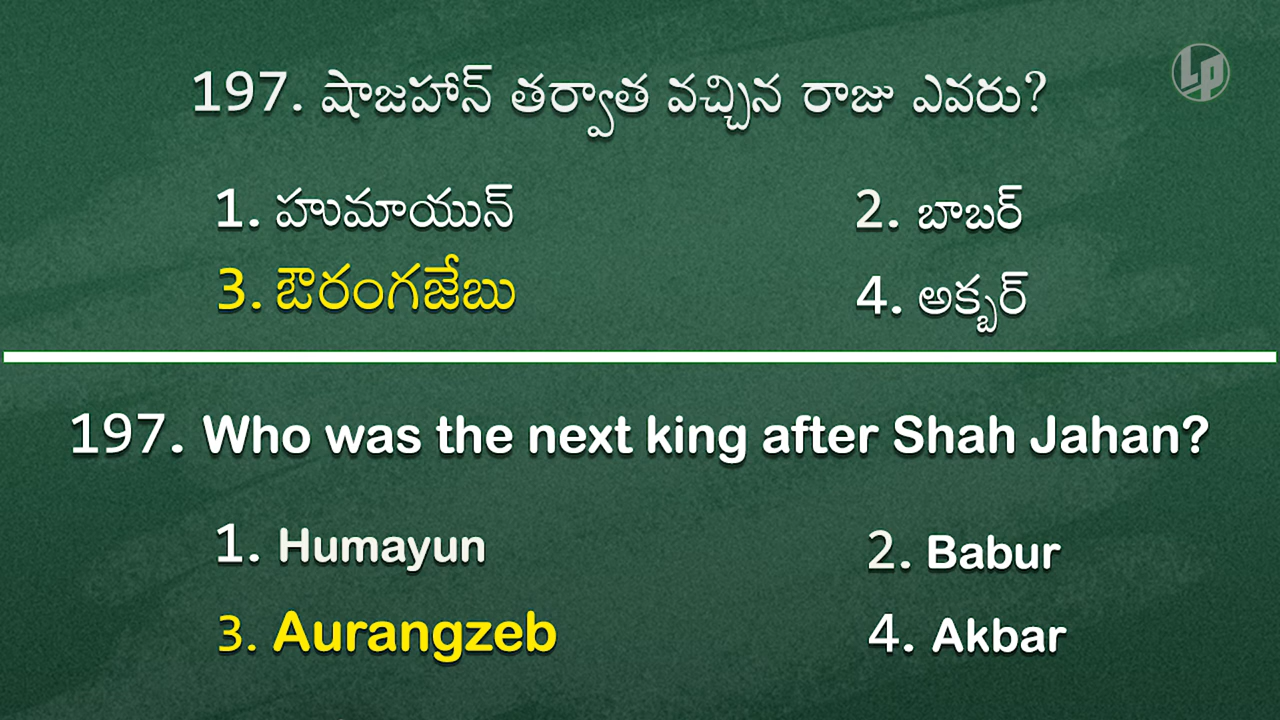 LP
197. షాజహాన్ తర్వాత వచ్చిన రాజు ఎవరు?
1. హుమాయున్ 2. బాబర్
3. ఔరంగజేబు 4. అక్బర్
197. Who was the next king after Shah Jahan?
1. Humayun 2. Babur
3. Aurangzeb 4. Akbar